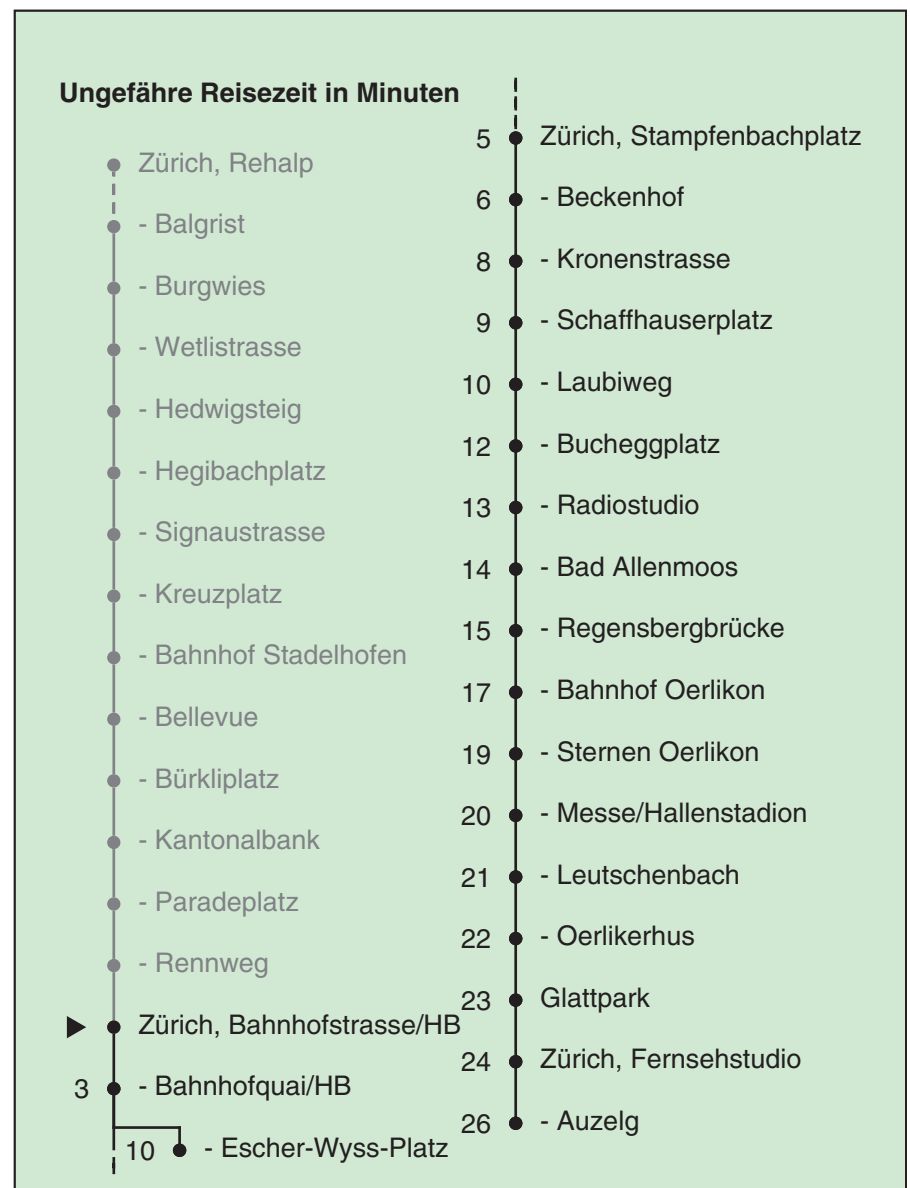 Ungefähre Reisezeit in Minuten
Zürich, Rehalp
- Balgrist
- Burgwies
- Wetlistrasse
- Hedwigsteig
- Hegibachplatz
- Signaustrasse
- Kreuzplatz
- Bahnhof Stadelhofen
- Bellevue
- Bürkliplatz
- Kantonalbank
- Paradeplatz
- Rennweg
Zürich, Bahnhofstrasse/HB
3 - Bahnhofquai/HB
10 - Escher-Wyss-Platz
5 Zürich, Stampfenbachplatz
6 - Beckenhof
8 - Kronenstrasse
9 - Schaffhauserplatz
10 - Laubiweg
12 - Bucheggplatz
13 - Radiostudio
14 - Bad Allenmoos
15 - Regensbergbrücke
17 - Bahnhof Oerlikon
19 - Sternen Oerlikon
20 - Messe/Hallenstadion
21 - Leutschenbach
22 - Oerlikerhus
23 Glattpark
24 Zürich, Fernsehstudio
26 - Auzelg